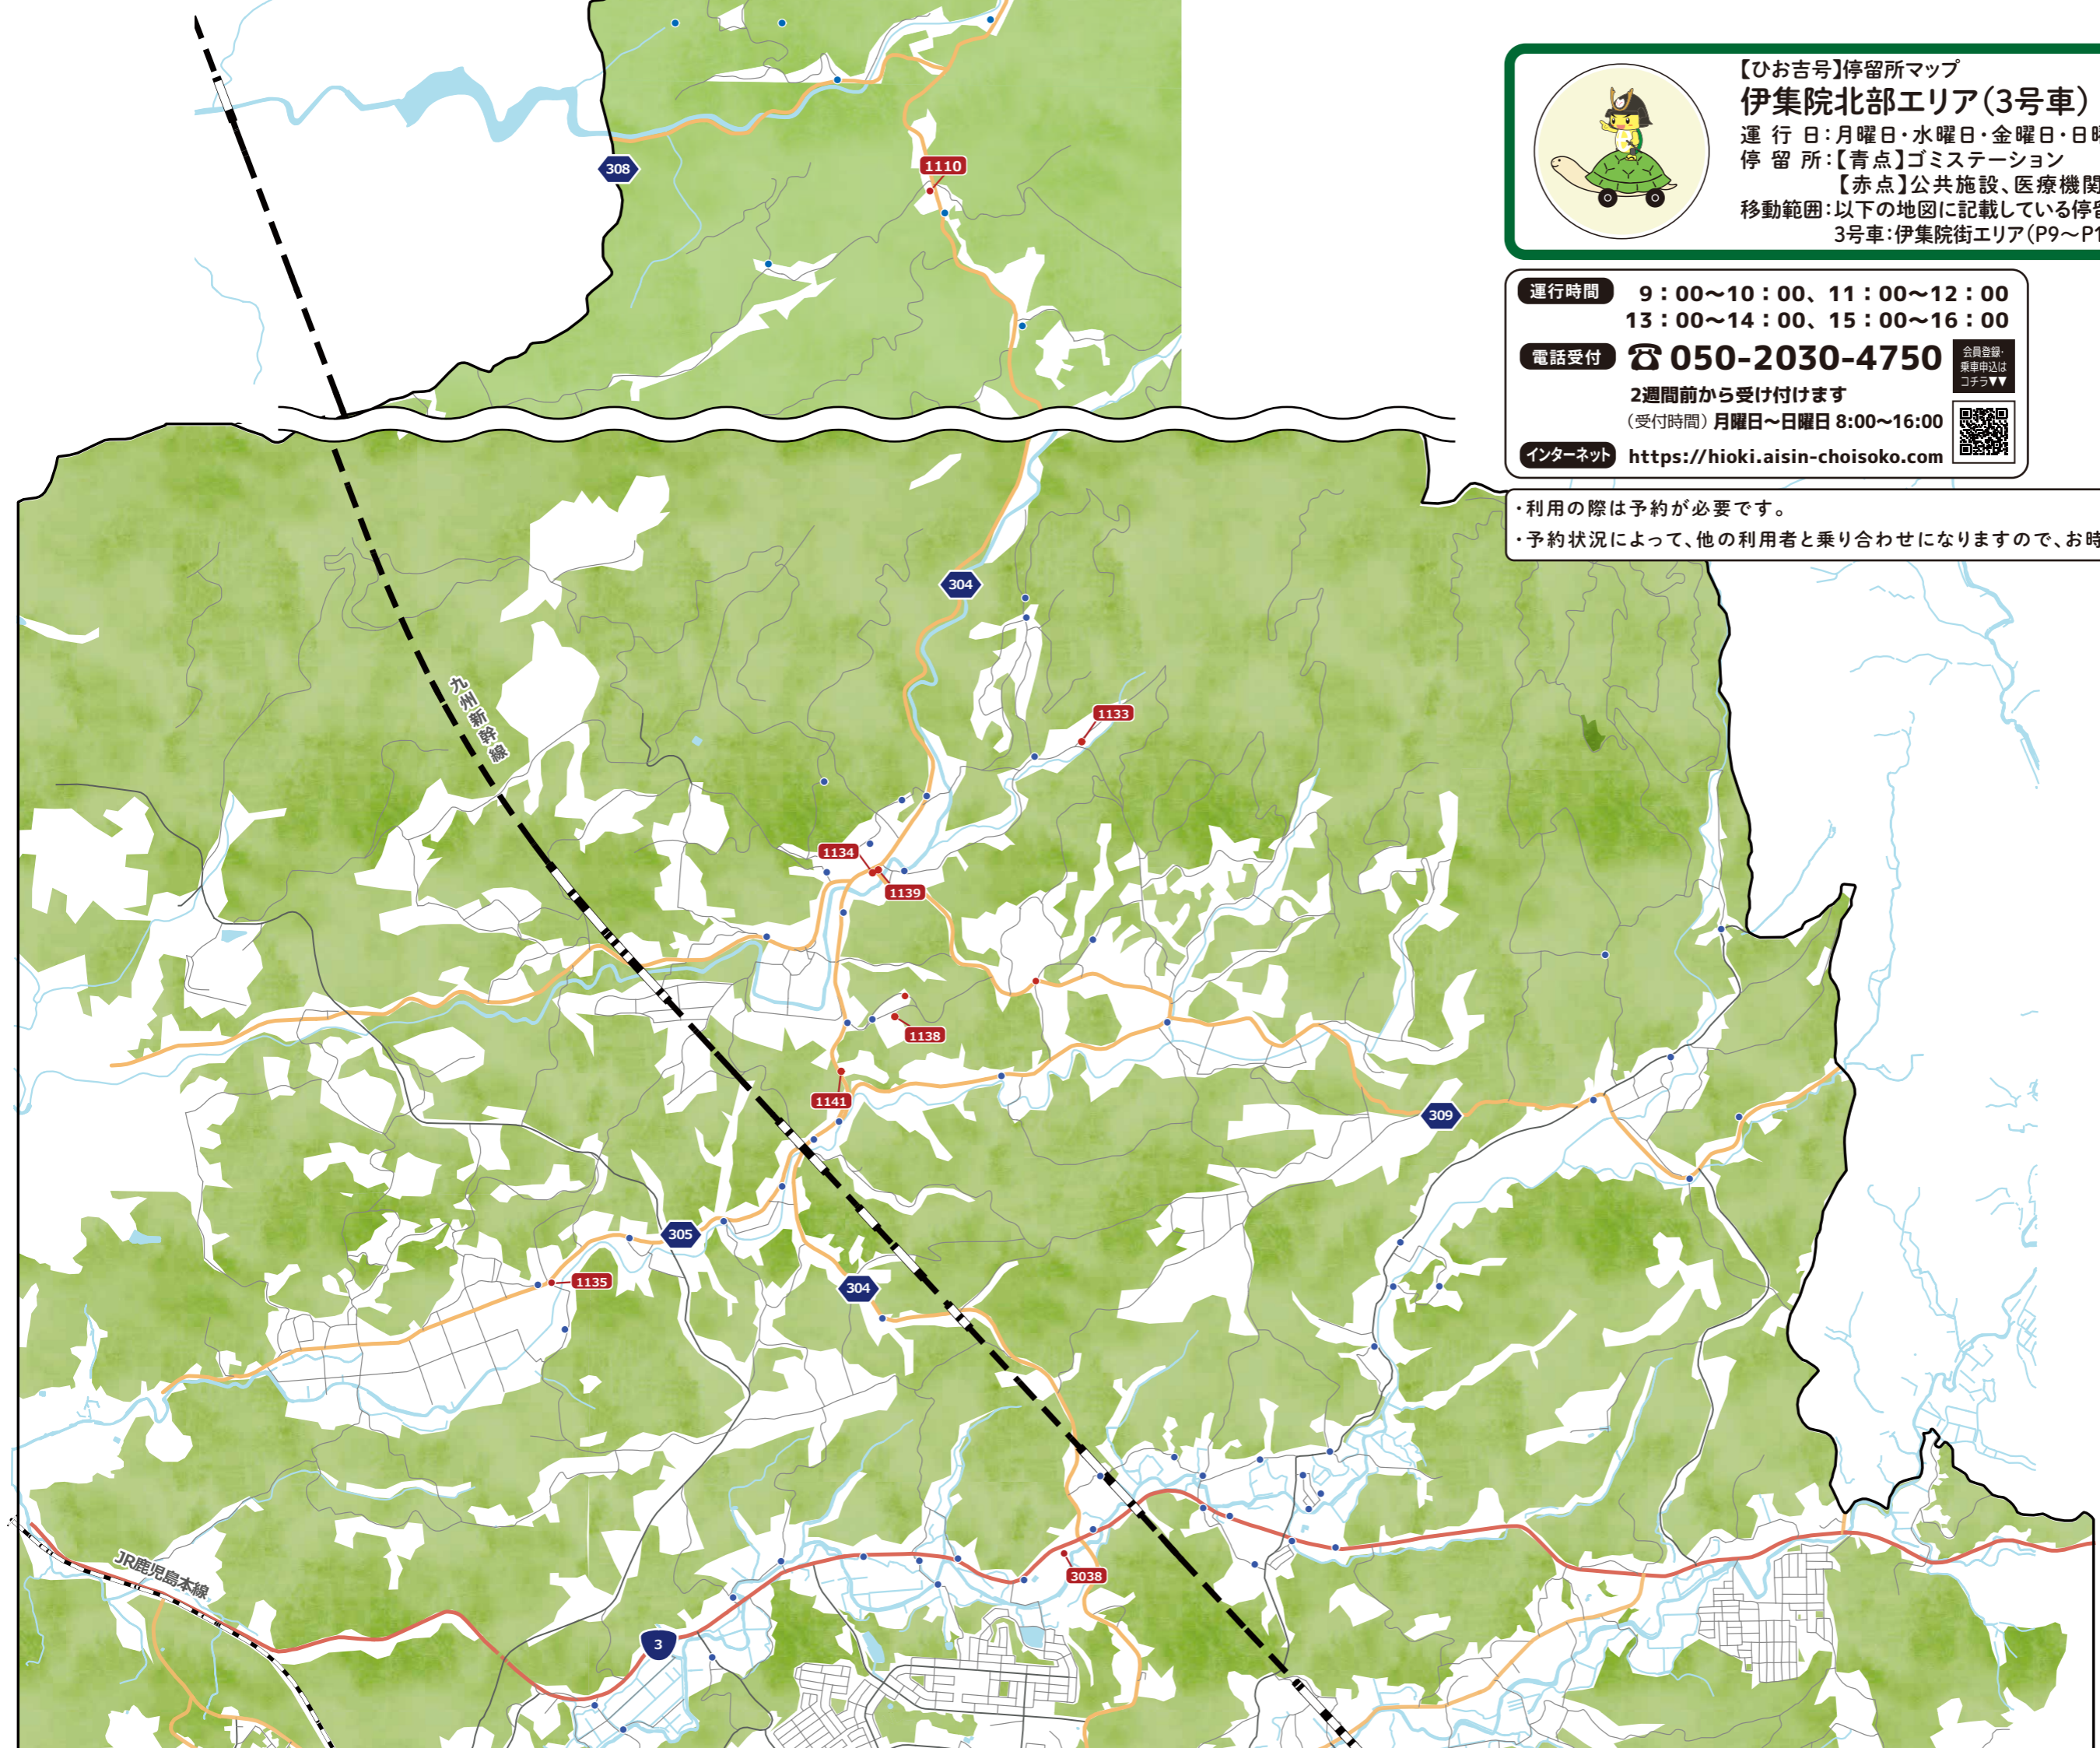 【ひお吉号】停留所マップ
伊集院北部エリア(3号車)
運 行 日:月曜日・水曜日・金曜日・日曜
停 留 所:【青点】ゴミステーション
【赤点】公共施設、医療機関
移動範囲:以下の地図に記載している停留
3号車:伊集院街エリア(P9〜P1
運行時間 9:00〜10:00、11:00〜12:00
13:00〜14:00、15:00〜16:00
電話受付 ☎ 050-2030-4750
会員登録・
乗車申込は
コチラ▼▼
2週間前から受け付けます
(受付時間)月曜日〜日曜日 8:00〜16:00
インターネット https://hioki.aisin-choisoko.com
・利用の際は予約が必要です。
・予約状況によって、他の利用者と乗り合わせになりますので、お時
308
1110
304
九州新幹線
1133
1134
1139
1138
1141
309
305
1135
304
3038
JR鹿児島本線
3